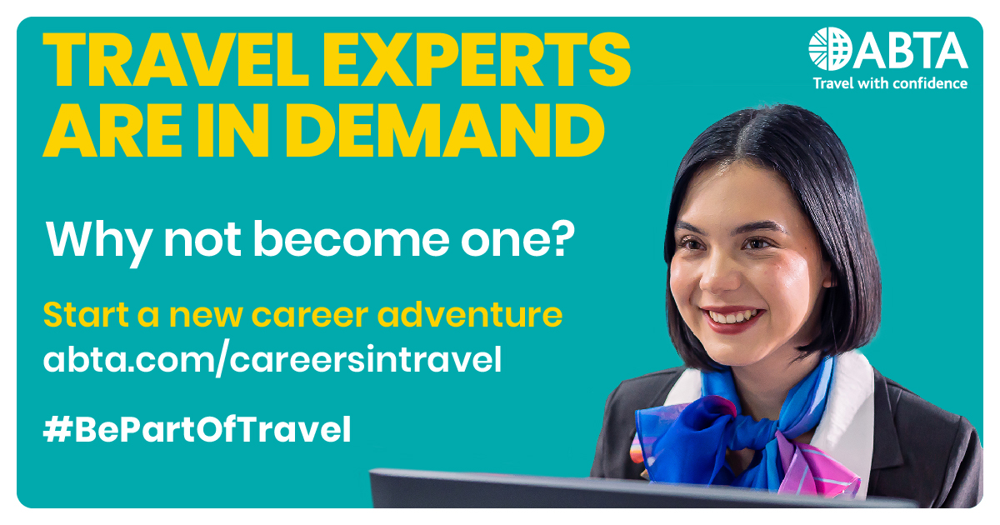 TRAVEL EXPERTS
ARE IN DEMAND
ABTA
Travel with confidence
Why not become one?
Start a new career adventure
abta.com/careersintravel
#BePartOfTravel